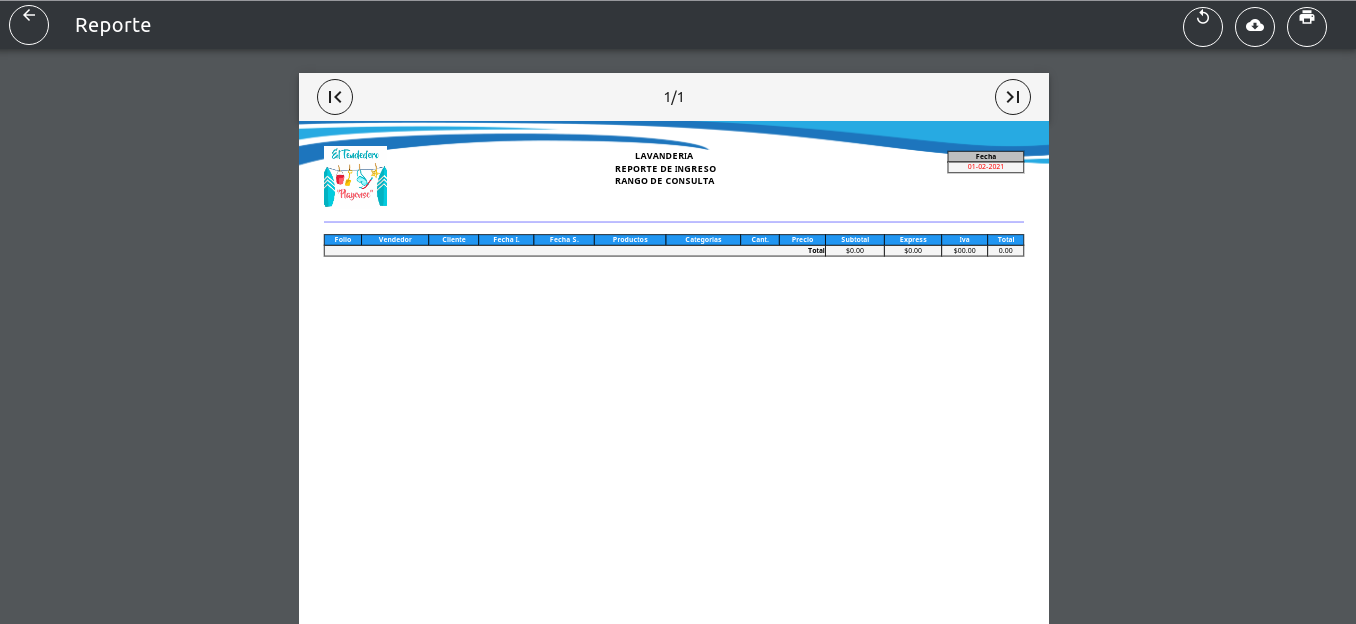 Reporte
1/1
El Tendedero
"Playense"
LAVANDERIA
REPORTE DE INGRESO
RANGO DE CONSULTA
Fecha
01-02-2021
Folio Vendedor Cliente Fecha I. Fecha S. Productos Categorias Cant. Precio Subtotal Express Iva Total
Total $0.00 $0.00 $00.00 0.00